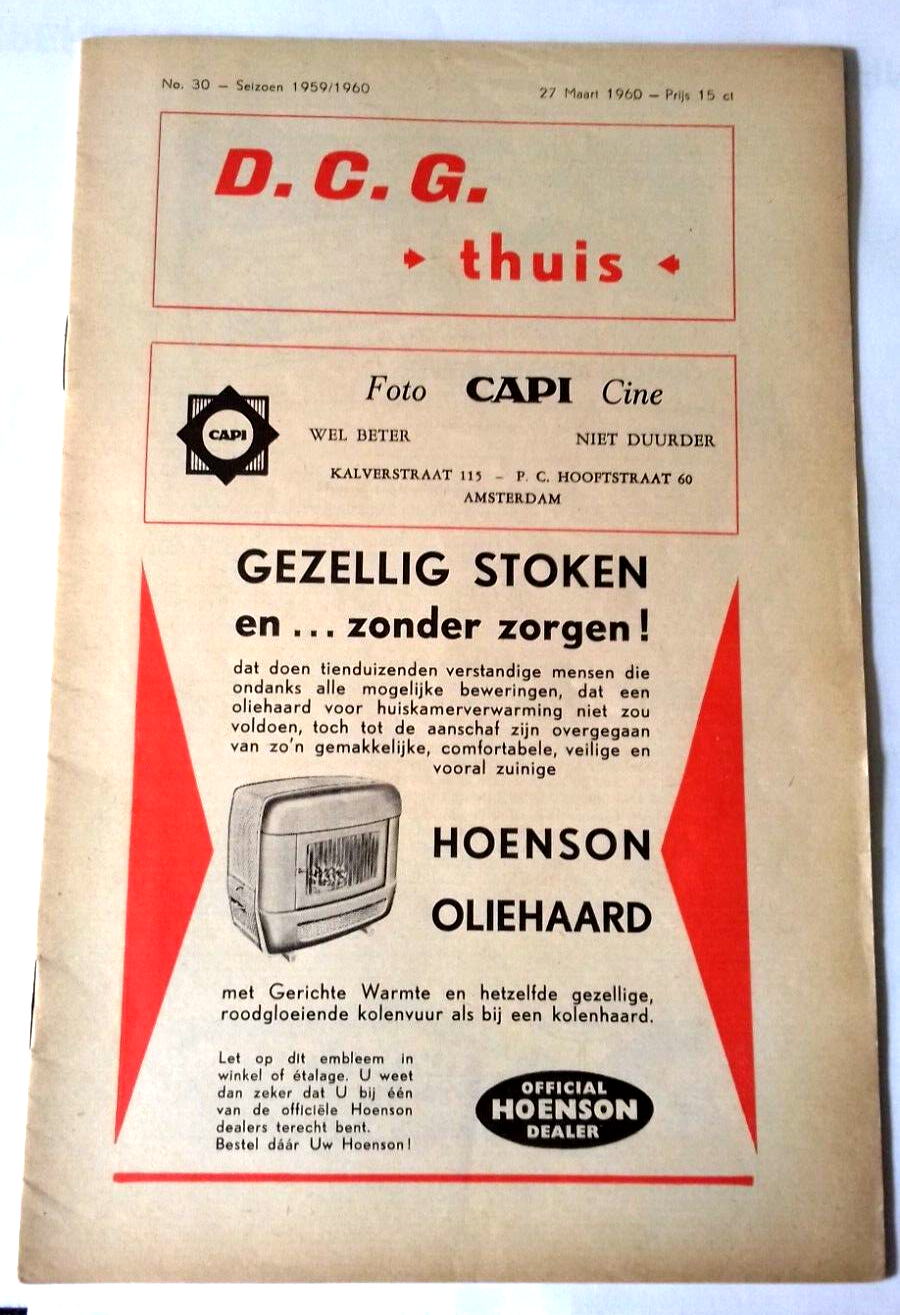 No. 30 – Seizoen 1959/1960
27 Maart 1960 – Prijs 15 ct
D. C. G.
thuis
CAPI
Foto CAPI Cine
WEL BETER NIET DUURDER
KALVERSTRAAT 115 – P. C. HOOFTSTRAAT 60
AMSTERDAM
GEZELLIG STOKEN
en ... zonder zorgen!
dat doen tienduizenden verstandige mensen die
ondanks alle mogelijke beweringen, dat een
oliehaard voor huiskamerverwarming niet zou
voldoen, toch tot de aanschaf zijn overgegaan
van zo'n gemakkelijke, comfortabele, veilige en
vooral zuinige
HOENSON
OLIEHAARD
met Gerichte Warmte en hetzelfde gezellige,
roodgloeiende kolenvuur als bij een kolenhaard.
Let op dit embleem in
winkel of étalage. U weet
dan zeker dat U bij één
van de officiële Hoenson
dealers terecht bent.
Bestel dáár Uw Hoenson!
OFFICIAL
HOENSON
DEALER